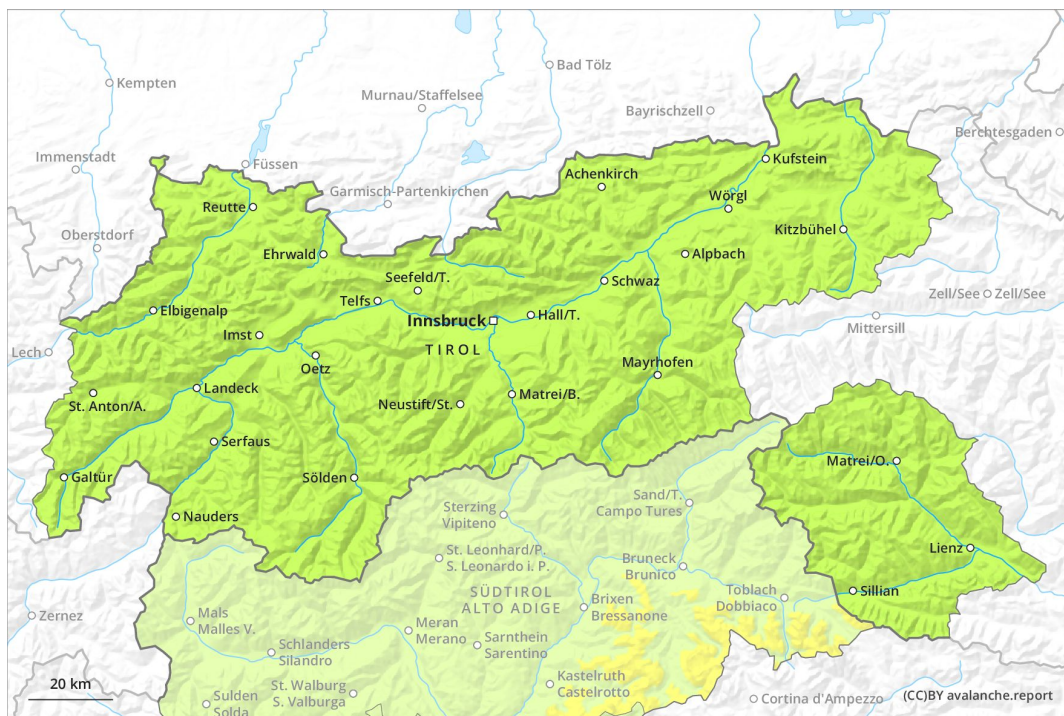 Bad Tölz
Kempten
Murnau/Staffelsee
Bayrischzell
Berchtesgaden
Immenstadt
Füssen
Kufstein
Achenkirch
Garmisch-Partenkirchen
Wörgl
Reutte
Kitzbühel
Oberstdorf
Ehrwald
Alpbach
Seefeld/T.
Schwaz
Zell/See
Zell/See
Telfs
Elbigenalp
Hall/T.
Innsbruck
Mittersill
Imst
TIROL
Lech
Oetz
Mayrhofen
Landeck
St. Anton/A.
Matrei/B.
Neustift/St.
Serfaus
Matrei/O.
Galtür
Sölden
Sand/T.
Campo Tures
Sterzing
Vipiteno
Nauders
Lienz
St. Leonhard/P.
S. Leonardo i. P.
Bruneck
Brunico
Sillian
SÜDTIROL
ALTO ADIGE
Toblach
Dobbiaco
Brixen
Bressanone
Mals
Malles V.
Zernez
Meran
Merano
Sarnthein
Sarentino
Schlanders
Silandro
Kastelruth
Castelrotto
20 km
St. Walburg
S. Valburga
Sulden
Solda
Cortina d'Ampezzo
(CC)BY avalanche.report